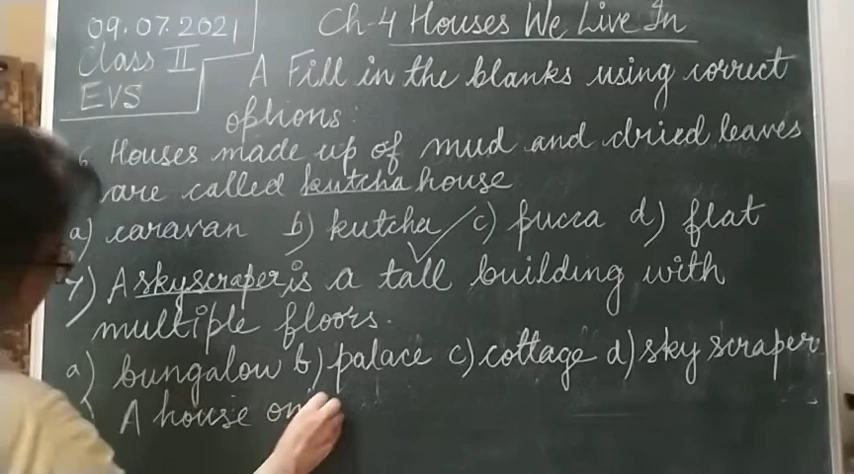 09.07.2021
Class II
EVS
Ch-4 Houses We Live In
A Fill in the blanks using correct
options:
6. Houses made up of mud and dried leaves
are called kutcha house
a) caravan b) kutcha c) pucca d) flat
7) A skyscraper is a tall building with
multiple floors.
a) bungalow b) palace c) cottage d) sky scraper
A house on